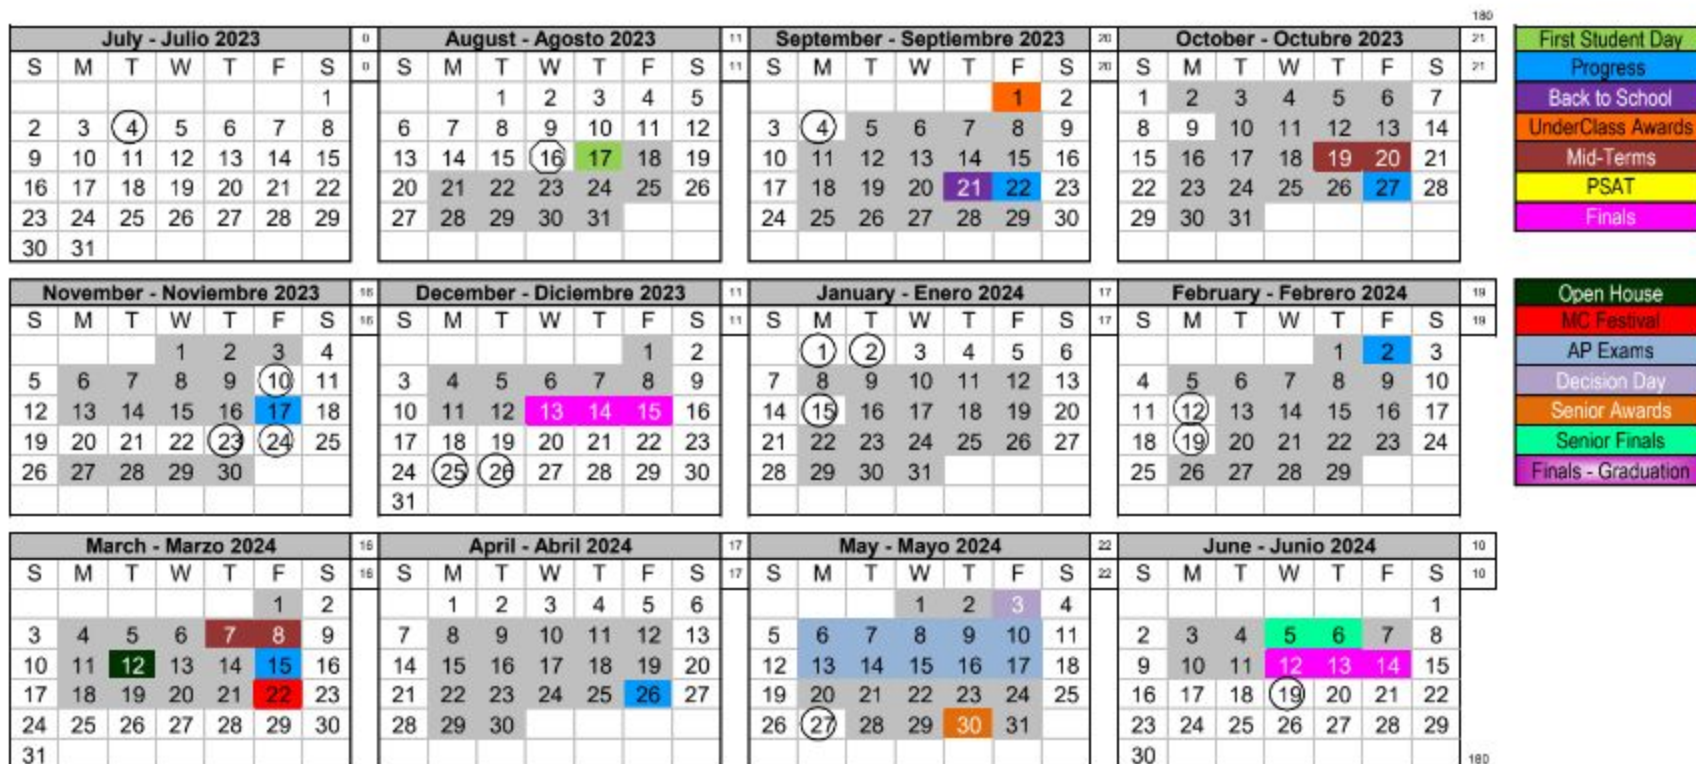 180
July - Julio 2023 0 August - Agosto 2023 11 September - Septiembre 2023 20 October - Octubre 2023 21 First Student Day
S M T W T F S 0 S M T W T F S 11 S M T W T F S 20 S M T W T F S 21 Progress
1 1 2 3 4 5 1 2 1 2 3 4 5 6 7 Back to School
2 3 4 5 6 7 8 6 7 8 9 10 11 12 3 4 5 6 7 8 9 8 9 10 11 12 13 14 UnderClass Awards
9 10 11 12 13 14 15 13 14 15 16 17 18 19 10 11 12 13 14 15 16 15 16 17 18 19 20 21 Mid-Terms
16 17 18 19 20 21 22 20 21 22 23 24 25 26 17 18 19 20 21 22 23 22 23 24 25 26 27 28 PSAT
23 24 25 26 27 28 29 27 28 29 30 31 24 25 26 27 28 29 30 29 30 31 Finals
30 31
November - Noviembre 2023 16 December - Diciembre 2023 11 January - Enero 2024 17 February - Febrero 2024 19 Open House
S M T W T F S 16 S M T W T F S 11 S M T W T F S 17 S M T W T F S 19 MC Festival
1 2 3 4 1 2 1 2 3 4 5 6 1 2 3 AP Exams
5 6 7 8 9 10 11 3 4 5 6 7 8 9 7 8 9 10 11 12 13 4 5 6 7 8 9 10 Decision Day
12 13 14 15 16 17 18 10 11 12 13 14 15 16 14 15 16 17 18 19 20 11 12 13 14 15 16 17 Senior Awards
19 20 21 22 23 24 25 17 18 19 20 21 22 23 21 22 23 24 25 26 27 18 19 20 21 22 23 24 Senior Finals
26 27 28 29 30 24 25 26 27 28 29 30 28 29 30 31 25 26 27 28 29 Finals - Graduation
31
March - Marzo 2024 16 April - Abril 2024 17 May - Mayo 2024 22 June - Junio 2024 10
S M T W T F S 16 S M T W T F S 17 S M T W T F S 22 S M T W T F S 10
1 2 1 2 3 4 5 6 1 2 3 4 1
3 4 5 6 7 8 9 7 8 9 10 11 12 13 5 6 7 8 9 10 11 2 3 4 5 6 7 8
10 11 12 13 14 15 16 14 15 16 17 18 19 20 12 13 14 15 16 17 18 9 10 11 12 13 14 15
17 18 19 20 21 22 23 21 22 23 24 25 26 27 19 20 21 22 23 24 25 16 17 18 19 20 21 22
24 25 26 27 28 29 30 28 29 30 26 27 28 29 30 31 23 24 25 26 27 28 29
31 30 180